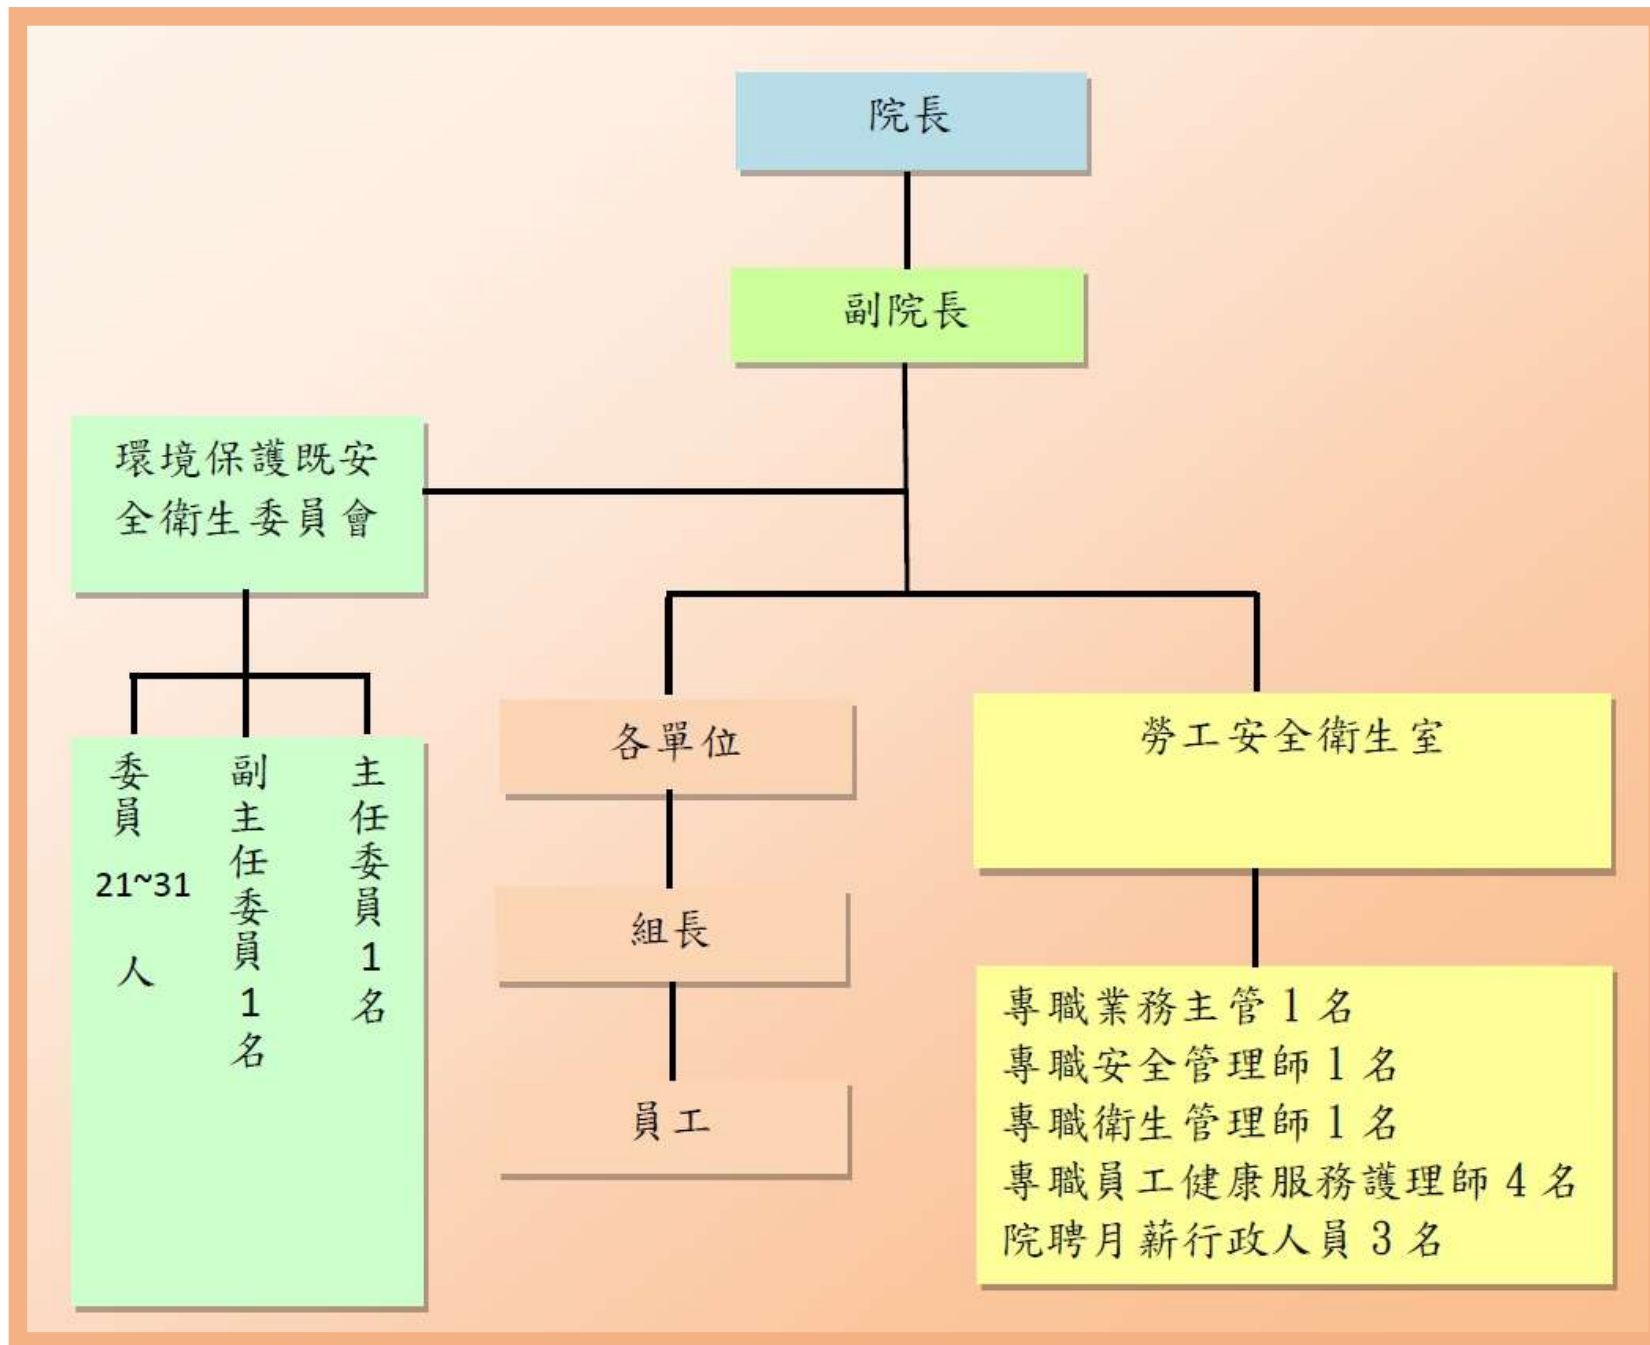 院長
副院長
環境保護既安
全衛生委員會
委員
21~31
人
副主任委員1名
主任委員1名
各單位
組長
員工
勞工安全衛生室
專職業務主管 1 名
專職安全管理師 1 名
專職衛生管理師 1 名
專職員工健康服務護理師 4 名
院聘月薪行政人員 3 名